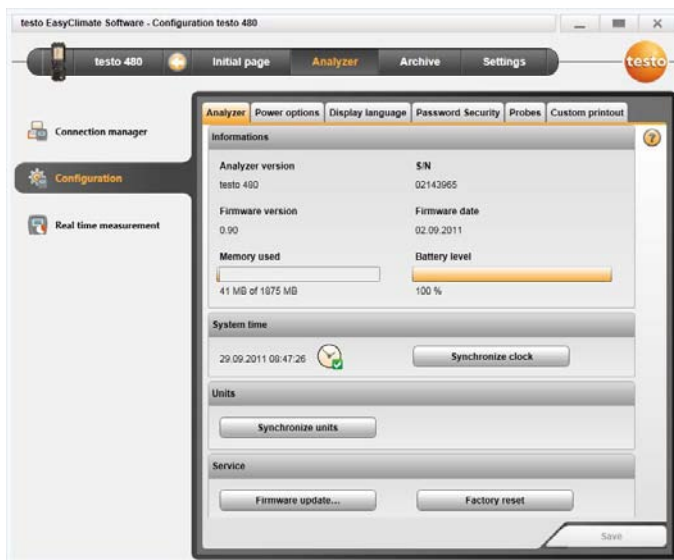 testo EasyClimate Software - Configuration testo 480
testo 480 Initial page Analyzer Archive Settings testo
Analyzer Power options Display language Password Security Probes Custom printout
Connection manager
Configuration
Real time measurement
Informations
?
Analyzer version S/N
testo 480 02143965
Firmware version Firmware date
0.90 02.09.2011
Memory used Battery level
41 MB of 1875 MB 100 %
System time
29.09.2011 08:47:26 Synchronize clock
Units
Synchronize units
Service
Firmware update... Factory reset
Save